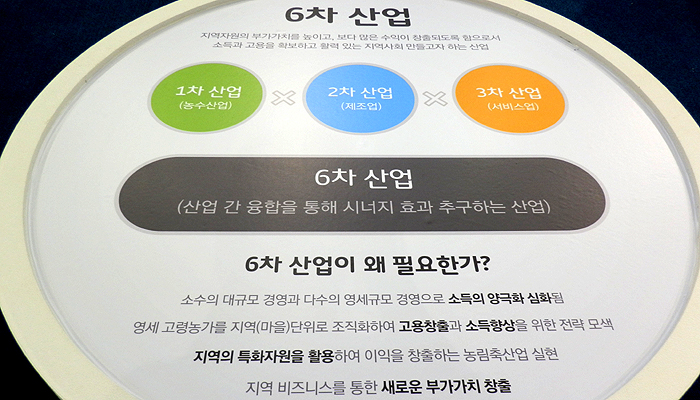 6차 산업
지역자원의 부가가치를 높이고, 보다 많은 수익이 창출되도록 함으로서
소득과 고용을 확보하고 활력 있는 지역사회 만들고자 하는 산업
1차 산업
(농수산업)
×
2차 산업
(제조업)
×
3차 산업
(서비스업)
6차 산업
(산업 간 융합을 통해 시너지 효과 추구하는 산업)
6차 산업이 왜 필요한가?
소수의 대규모 경영과 다수의 영세규모 경영으로 소득의 양극화 심화됨
영세 고령농가를 지역(마을)단위로 조직화하여 고용창출과 소득향상을 위한 전략 모색
지역의 특화자원을 활용하여 이익을 창출하는 농림축산업 실현
지역 비즈니스를 통한 새로운 부가가치 창출